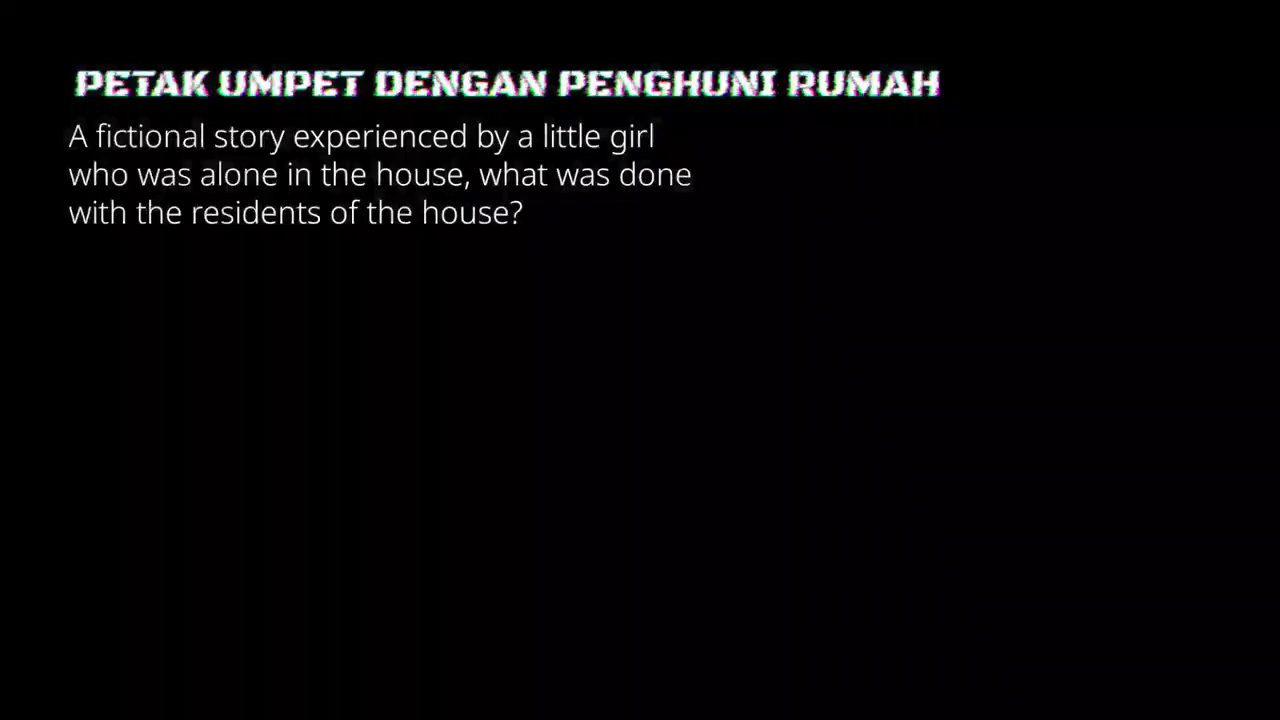 PETAK UMPET DENGAN PENGHUNI RUMAH
A fictional story experienced by a little girl
who was alone in the house, what was done
with the residents of the house?